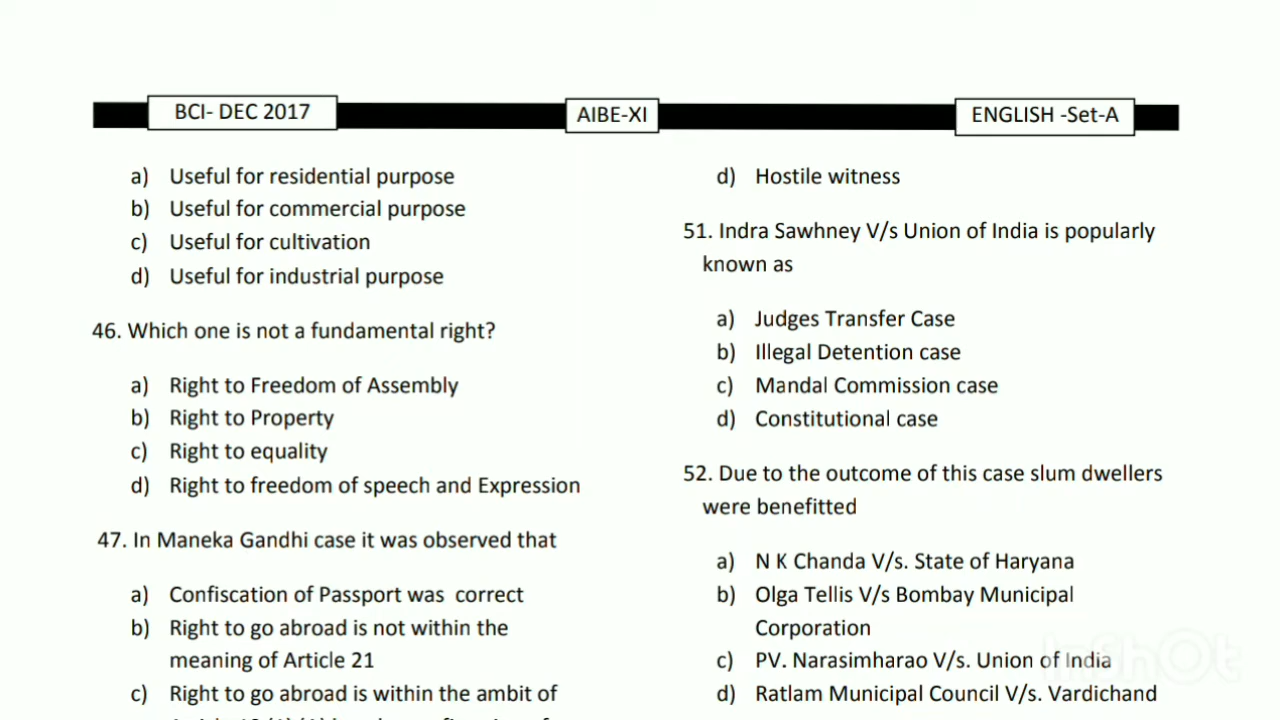 BCI- DEC 2017
AIBE-XI
ENGLISH -Set-A
a) Useful for residential purpose
b) Useful for commercial purpose
c) Useful for cultivation
d) Useful for industrial purpose
46. Which one is not a fundamental right?
a) Right to Freedom of Assembly
b) Right to Property
c) Right to equality
d) Right to freedom of speech and Expression
47. In Maneka Gandhi case it was observed that
a) Confiscation of Passport was correct
b) Right to go abroad is not within the
meaning of Article 21
c) Right to go abroad is within the ambit of
d) Hostile witness
51. Indra Sawhney V/s Union of India is popularly
known as
a) Judges Transfer Case
b) Illegal Detention case
c) Mandal Commission case
d) Constitutional case
52. Due to the outcome of this case slum dwellers
were benefitted
a) N K Chanda V/s. State of Haryana
b) Olga Tellis V/s Bombay Municipal
Corporation
c) PV. Narasimharao V/s. Union of India
d) Ratlam Municipal Council V/s. Vardichand
InShOt